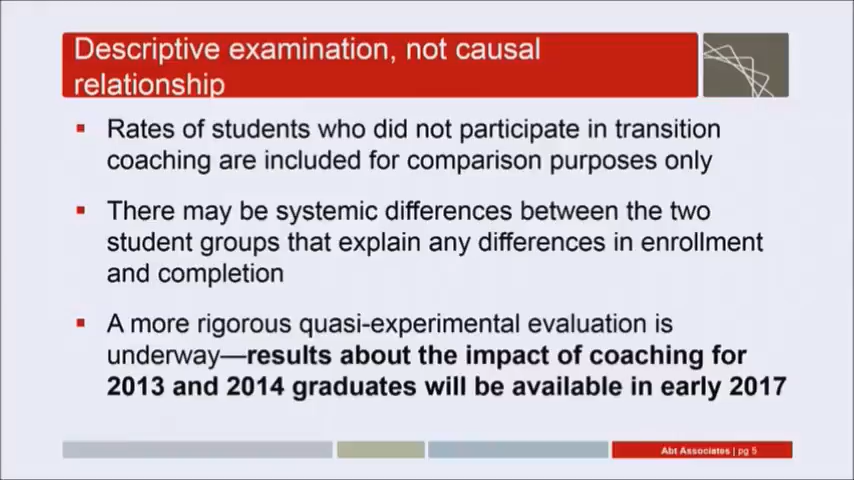 Descriptive examination, not causal
relationship
▪ Rates of students who did not participate in transition
coaching are included for comparison purposes only
▪ There may be systemic differences between the two
student groups that explain any differences in enrollment
and completion
▪ A more rigorous quasi-experimental evaluation is
underway—results about the impact of coaching for
2013 and 2014 graduates will be available in early 2017
Abt Associates | pg 5